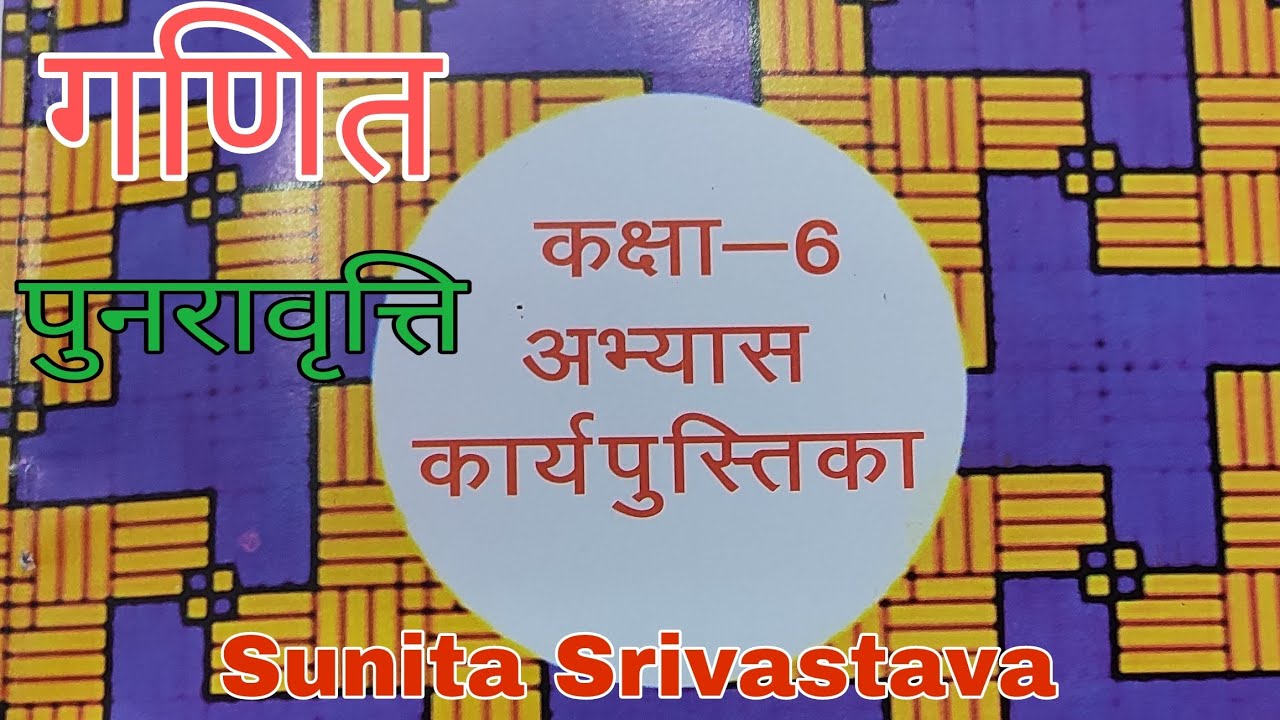 गणित
कक्षा—6
पुनरावृत्ति
अभ्यास
कार्यपुस्तिका
Sunita Srivastava